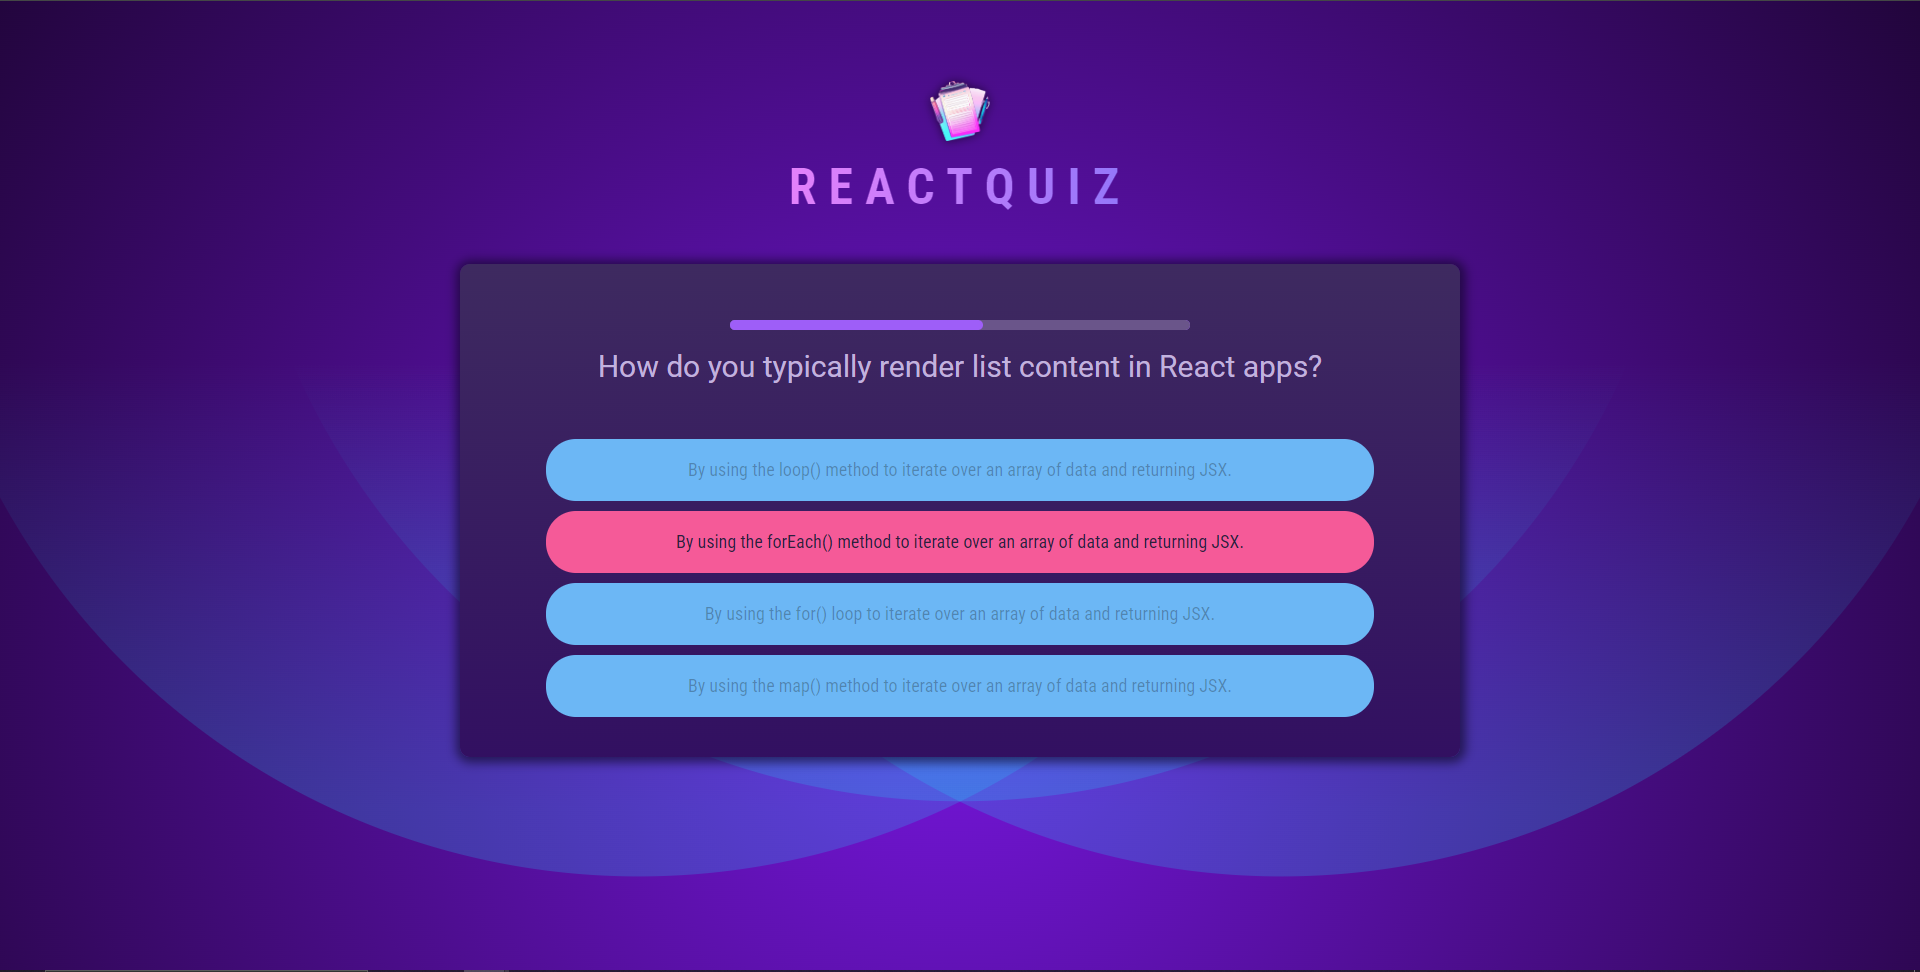 REACTQUIZ
How do you typically render list content in React apps?
By using the loop() method to iterate over an array of data and returning JSX.
By using the forEach() method to iterate over an array of data and returning JSX.
By using the for() loop to iterate over an array of data and returning JSX.
By using the map() method to iterate over an array of data and returning JSX.